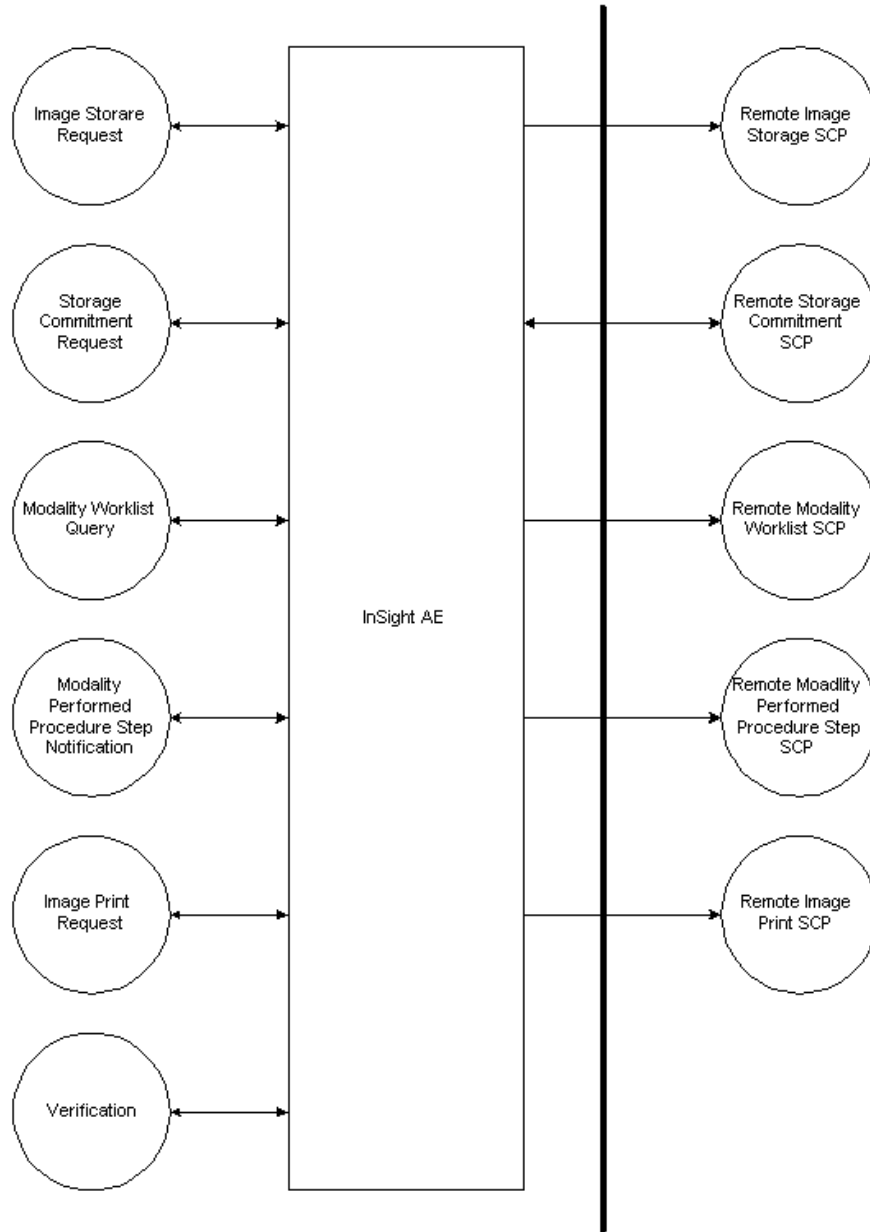 Image Storare
Request
Remote Image
Storage SCP
Storage
Commitment
Request
Remote Storage
Commitment
SCP
Modality Worklist
Query
Remote Modality
Worklist SCP
InSight AE
Modality
Performed
Procedure Step
Notification
Remote Moadlity
Performed
Procedure Step
SCP
Image Print
Request
Remote Image
Print SCP
Verification